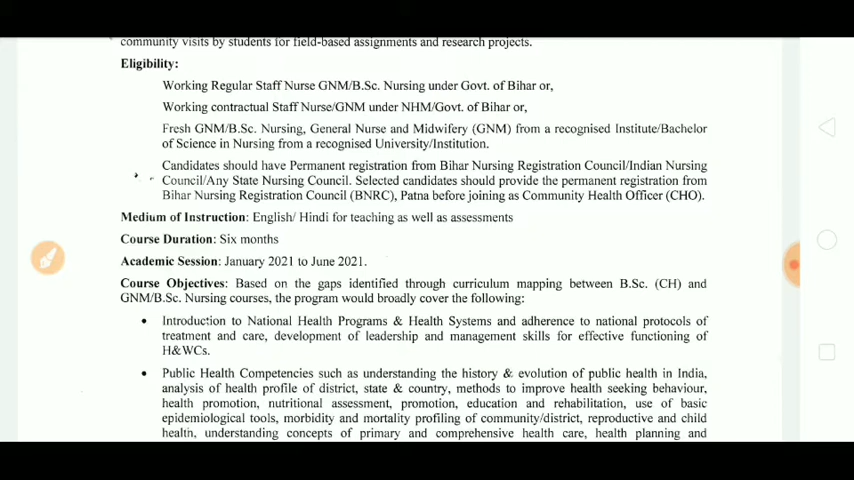 community visits by students for field-based assignments and research projects.
Eligibility:
Working Regular Staff Nurse GNM/B.Sc. Nursing under Govt. of Bihar or,
Working contractual Staff Nurse/GNM under NHM/Govt. of Bihar or,
Fresh GNM/B.Sc. Nursing, General Nurse and Midwifery (GNM) from a recognised Institute/Bachelor
of Science in Nursing from a recognised University/Institution.
Candidates should have Permanent registration from Bihar Nursing Registration Council/Indian Nursing
Council/Any State Nursing Council. Selected candidates should provide the permanent registration from
Bihar Nursing Registration Council (BNRC), Patna before joining as Community Health Officer (CHO).
Medium of Instruction: English/ Hindi for teaching as well as assessments
Course Duration: Six months
Academic Session: January 2021 to June 2021.
Course Objectives: Based on the gaps identified through curriculum mapping between B.Sc. (CH) and
GNM/B.Sc. Nursing courses, the program would broadly cover the following:
• Introduction to National Health Programs & Health Systems and adherence to national protocols of
treatment and care, development of leadership and management skills for effective functioning of
H&WCs.
• Public Health Competencies such as understanding the history & evolution of public health in India,
analysis of health profile of district, state & country, methods to improve health seeking behaviour,
health promotion, nutritional assessment, promotion, education and rehabilitation, use of basic
epidemiological tools, morbidity and mortality profiling of community/district, reproductive and child
health, understanding concepts of primary and comprehensive health care, health planning and